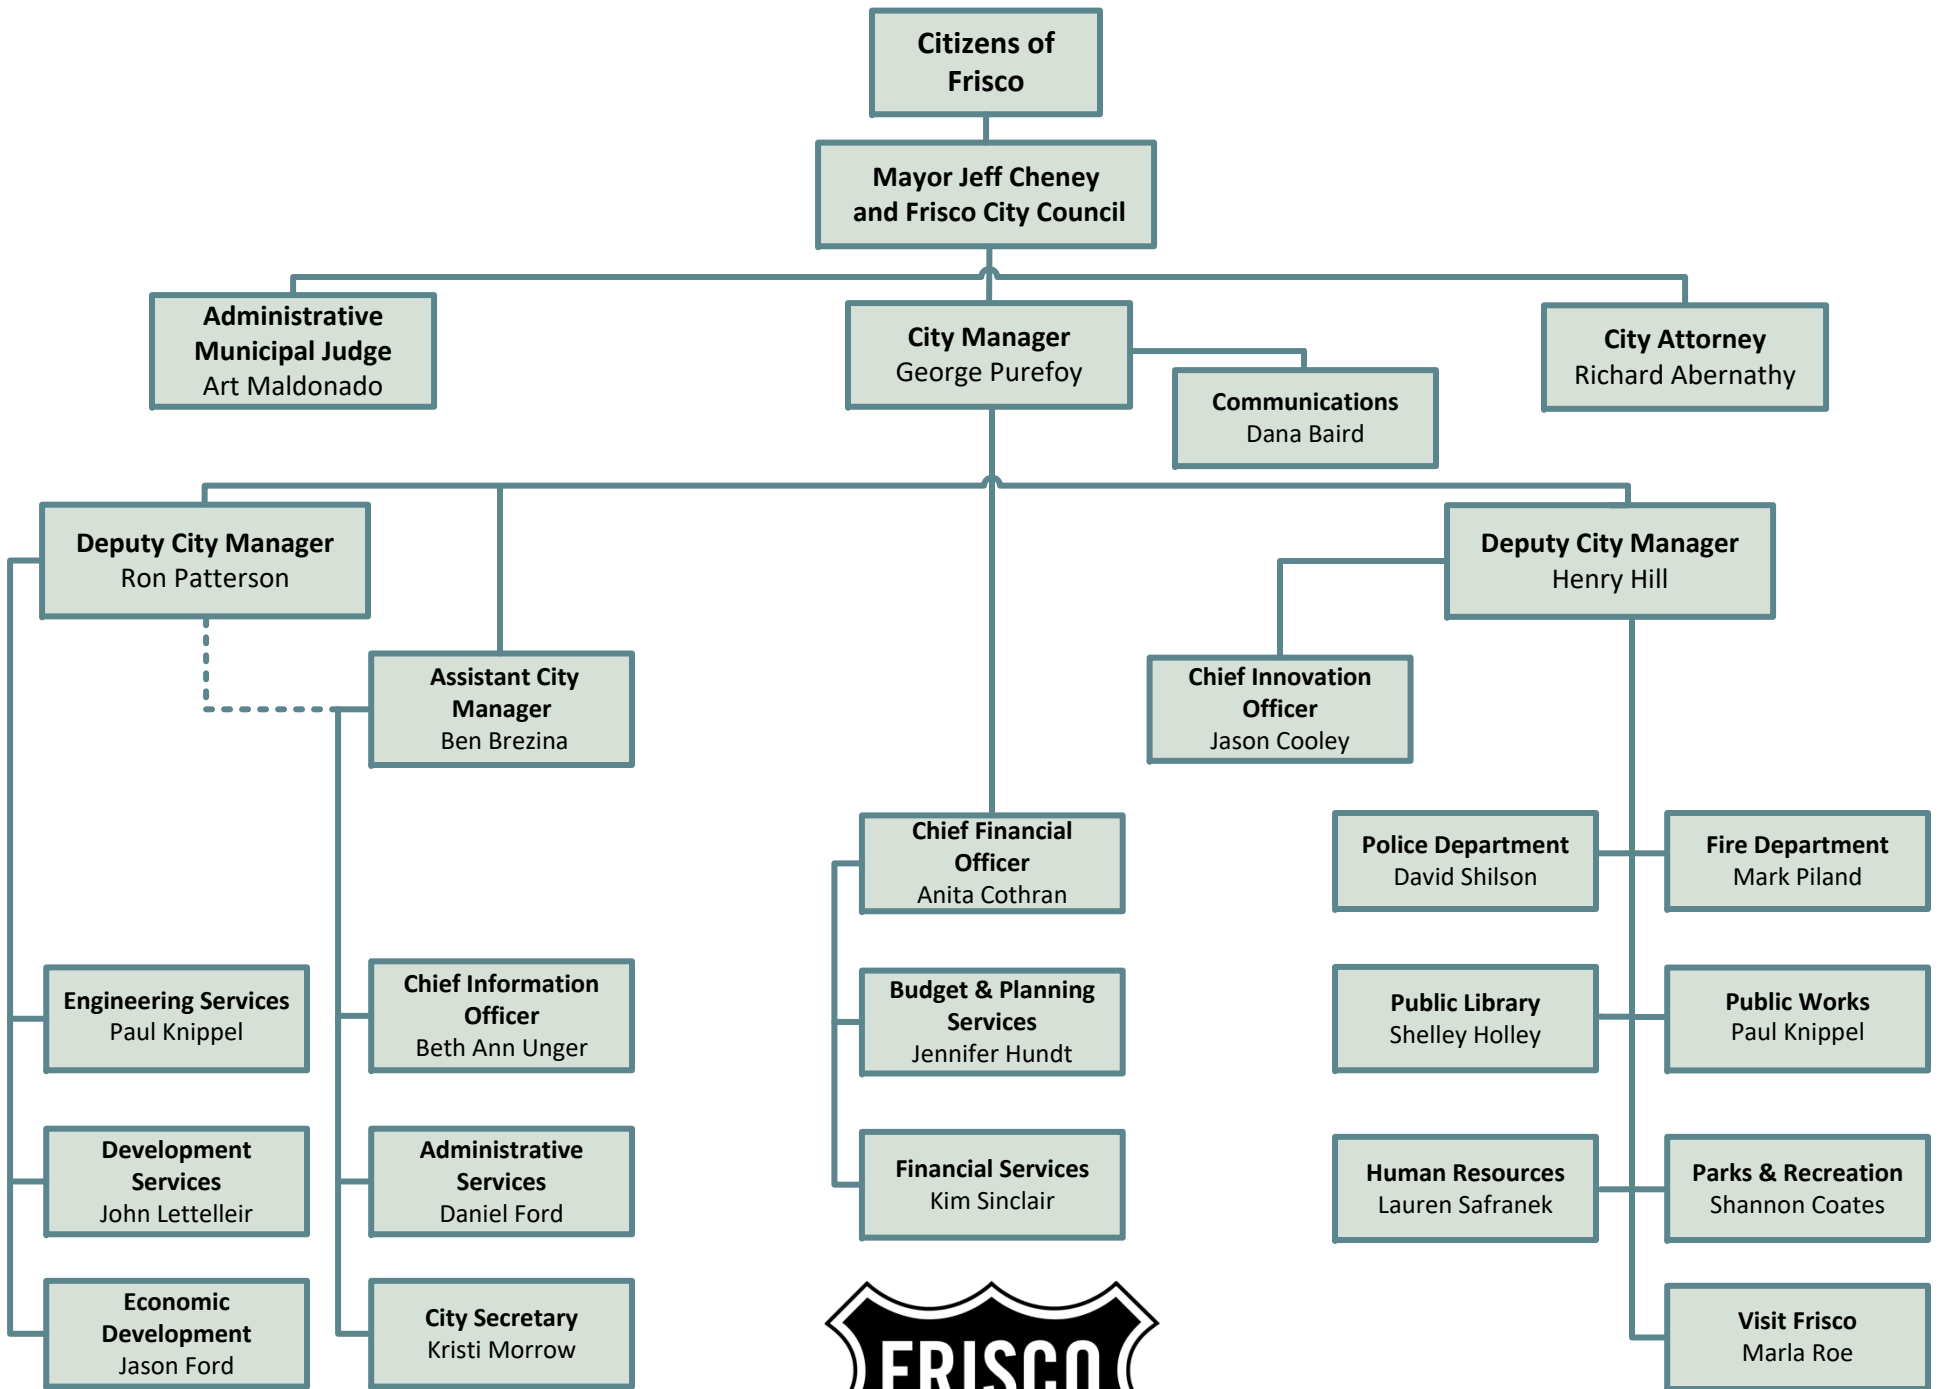 Citizens of
Frisco
Mayor Jeff Cheney
and Frisco City Council
Administrative
Municipal Judge
Art Maldonado
City Manager
George Purefoy
Communications
Dana Baird
City Attorney
Richard Abernathy
Deputy City Manager
Ron Patterson
Deputy City Manager
Henry Hill
Assistant City
Manager
Ben Brezina
Chief Innovation
Officer
Jason Cooley
Chief Financial
Officer
Anita Cothran
Police Department
David Shilson
Fire Department
Mark Piland
Engineering Services
Paul Knippel
Chief Information
Officer
Beth Ann Unger
Budget & Planning
Services
Jennifer Hundt
Public Library
Shelley Holley
Public Works
Paul Knippel
Development
Services
John Lettelleir
Administrative
Services
Daniel Ford
Financial Services
Kim Sinclair
Human Resources
Lauren Safranek
Parks & Recreation
Shannon Coates
Economic
Development
Jason Ford
City Secretary
Kristi Morrow
Visit Frisco
Marla Roe
FRISCO